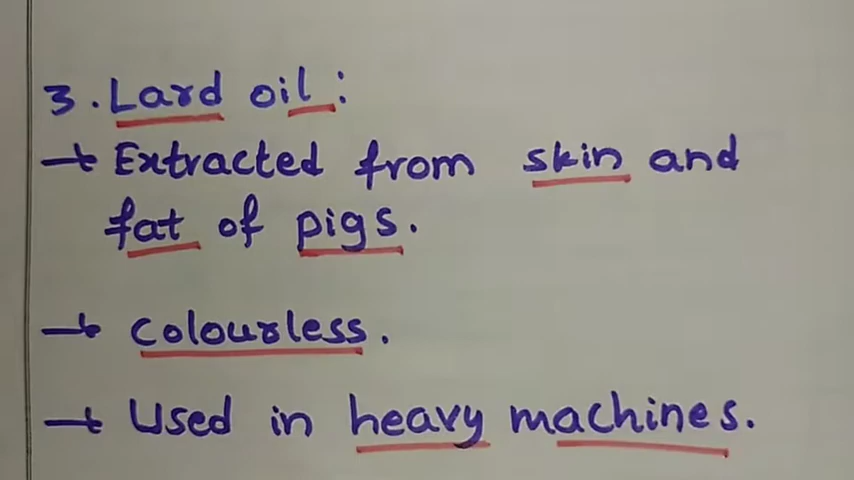 3. Lard oil:
→ Extracted from skin and
fat of pigs.
→ Colourless.
→ Used in heavy machines.